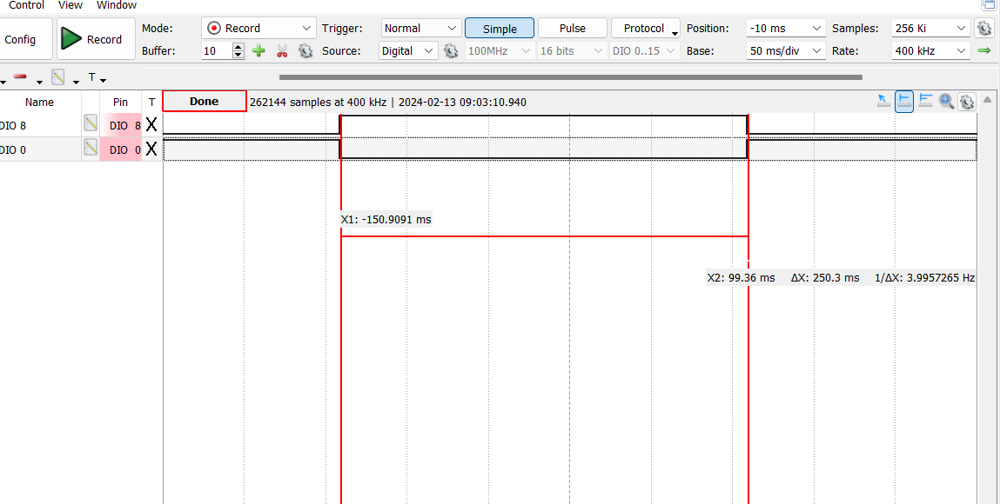 Control View Window
Config Record Mode: Record Trigger: Normal Simple Pulse Protocol Position: -10 ms Samples: 256 Ki
Buffer: 10 Source: Digital 100MHz 16 bits DIO 0..15 Base: 50 ms/div Rate: 400 kHz
T
Name Pin T Done 262144 samples at 400 kHz | 2024-02-13 09:03:10.940
DIO 8 DIO 8 X
DIO 0 DIO 0 X
X1: -150.9091 ms
X2: 99.36 ms ΔX: 250.3 ms 1/ΔX: 3.9957265 Hz